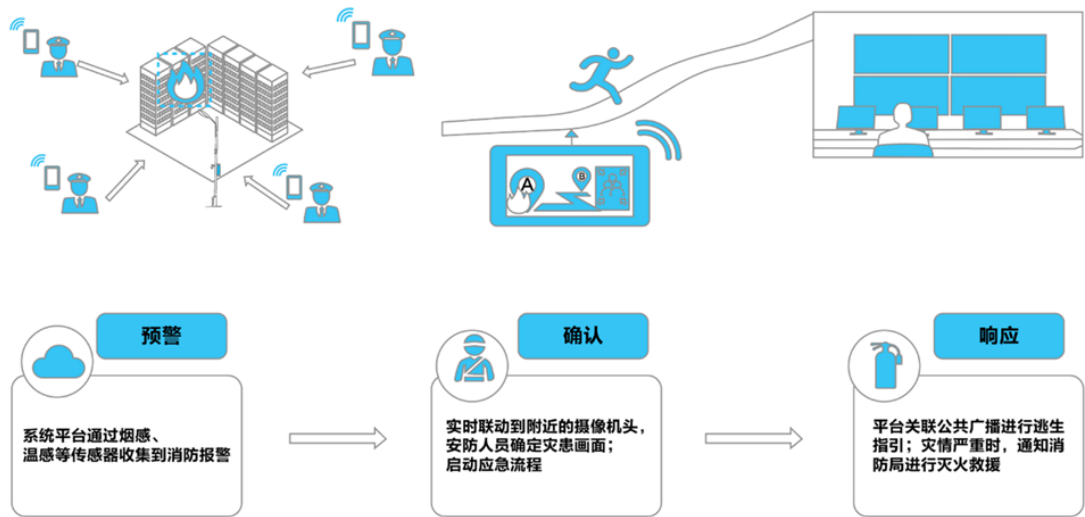 A
B
预警
系统平台通过烟感、
温感等传感器收集到消防报警
确认
实时联动到附近的摄像机头，
安防人员确定灾患画面；
启动应急流程
响应
平台关联公共广播进行逃生
指引；灾情严重时，通知消
防局进行灭火救援